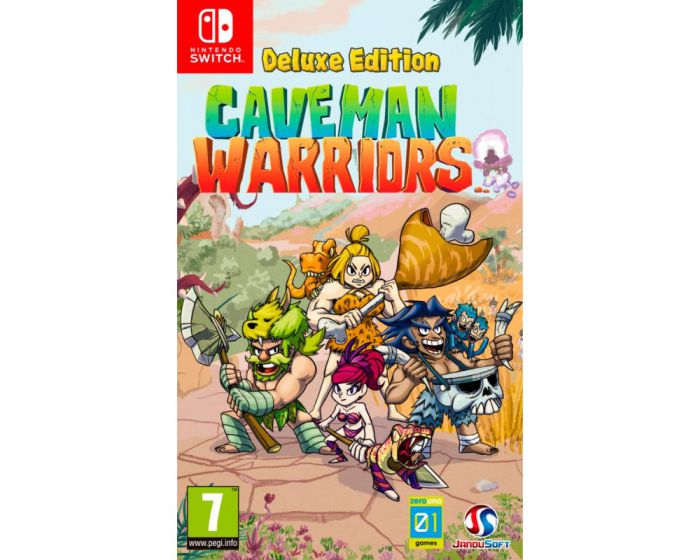 NINTENDO
SWITCH
Deluxe Edition
CAVEMAN
WARRIORS
7
www.pegi.info
zerouno
01
games
JanduSoft